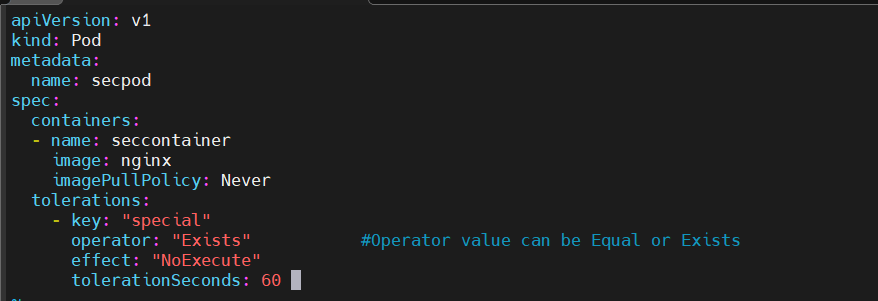 apiVersion: v1
kind: Pod
metadata:
  name: secpod
spec:
  containers:
  - name: seccontainer
    image: nginx
    imagePullPolicy: Never
  tolerations:
    - key: "special"
      operator: "Exists"           #Operator value can be Equal or Exists
      effect: "NoExecute"
      tolerationSeconds: 60